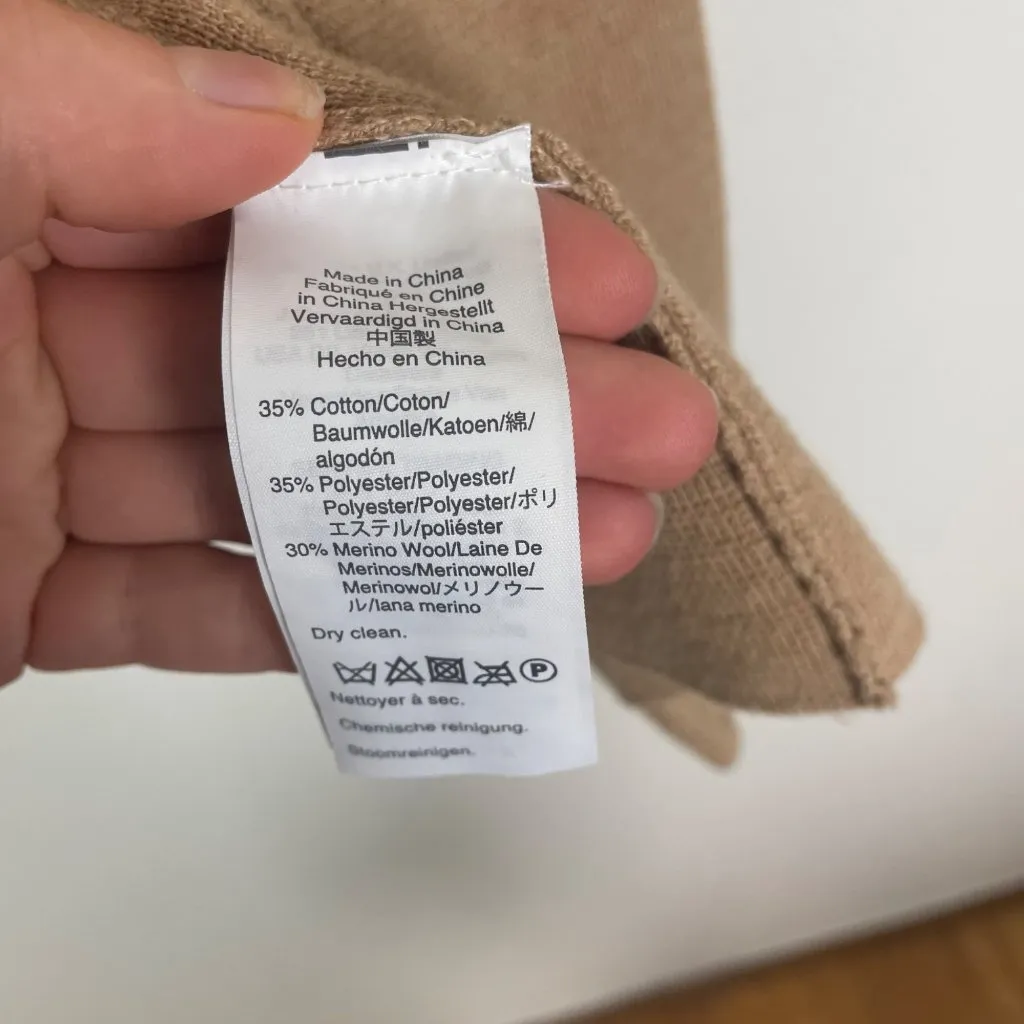 Made in China
Fabriqué en Chine
in China Hergestellt
Vervaardigd in China
中国製
Hecho en China
35% Cotton/Coton/
Baumwolle/Katoen/綿/
algodón
35% Polyester/Polyester/
Polyester/Polyester/ポリ
エステル/poliéster
30% Merino Wool/Laine De
Merinos/Merinowolle/
Merinowol/メリノウー
ル/lana merino
Dry clean.
P
Nettoyer à sec.
Chemische reinigung.
Stoomreinigen.